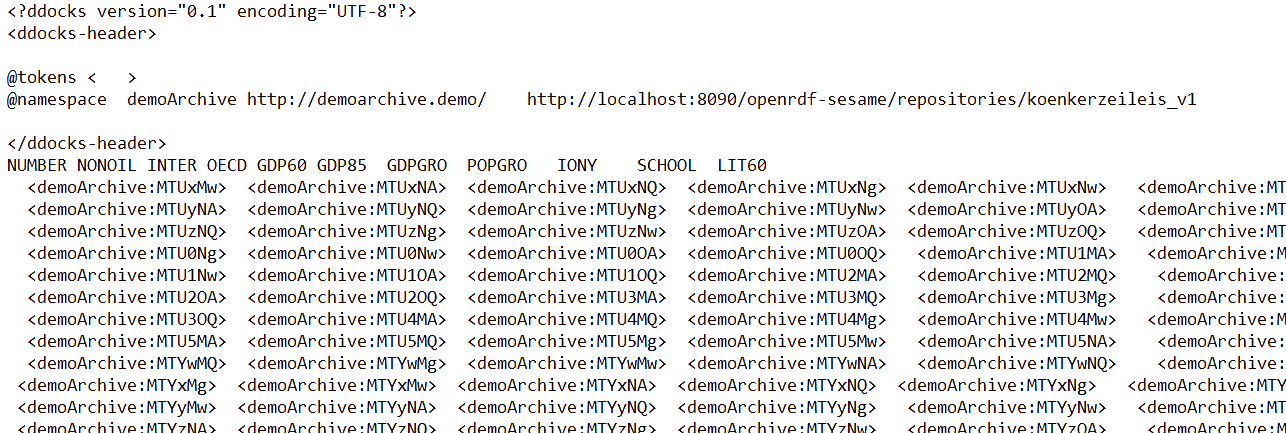 <?ddocks version="0.1" encoding="UTF-8"?>
<ddocks-header>
@tokens < >
@namespace demoArchive http://demoarchive.demo/ http://localhost:8090/openrdf-sesame/repositories/koenkerzeileis_v1
</ddocks-header>
NUMBER NONOIL INTER OECD GDP60 GDP85 GDPGRO POPGRO IONY SCHOOL LIT60
<demoArchive:MTUxMw> <demoArchive:MTUxNA> <demoArchive:MTUxNQ> <demoArchive:MTUxNg> <demoArchive:MTUxNw> <demoArchive:MT
<demoArchive:MTUyNA> <demoArchive:MTUyNQ> <demoArchive:MTUyNg> <demoArchive:MTUyNw> <demoArchive:MTUyOA> <demoArchive:MT
<demoArchive:MTUzNQ> <demoArchive:MTUzNg> <demoArchive:MTUzNw> <demoArchive:MTUzOA> <demoArchive:MTUzOQ> <demoArchive:MT
<demoArchive:MTU0Ng> <demoArchive:MTU0Nw> <demoArchive:MTU0OA> <demoArchive:MTU0OQ> <demoArchive:MTU1MA> <demoArchive:M
<demoArchive:MTU1Nw> <demoArchive:MTU1OA> <demoArchive:MTU1OQ> <demoArchive:MTU2MA> <demoArchive:MTU2MQ> <demoArchive:
<demoArchive:MTU2OA> <demoArchive:MTU2OQ> <demoArchive:MTU3MA> <demoArchive:MTU3MQ> <demoArchive:MTU3Mg> <demoArchive:
<demoArchive:MTU3OQ> <demoArchive:MTU4MA> <demoArchive:MTU4MQ> <demoArchive:MTU4Mg> <demoArchive:MTU4Mw> <demoArchive:M
<demoArchive:MTU5MA> <demoArchive:MTU5MQ> <demoArchive:MTU5Mg> <demoArchive:MTU5Mw> <demoArchive:MTU5NA> <demoArchive:
<demoArchive:MTYwMQ> <demoArchive:MTYwMg> <demoArchive:MTYwMw> <demoArchive:MTYwNA> <demoArchive:MTYwNQ> <demoArchive:
<demoArchive:MTYxMg> <demoArchive:MTYxMw> <demoArchive:MTYxNA> <demoArchive:MTYxNQ> <demoArchive:MTYxNg> <demoArchive:MTY
<demoArchive:MTYyMw> <demoArchive:MTYyNA> <demoArchive:MTYyNQ> <demoArchive:MTYyNg> <demoArchive:MTYyNw> <demoArchive:MT
<demoArchive:MTYzNA> <demoArchive:MTYzNQ> <demoArchive:MTYzNg> <demoArchive:MTYzNw> <demoArchive:MTYzOA> <demoArchive:MT